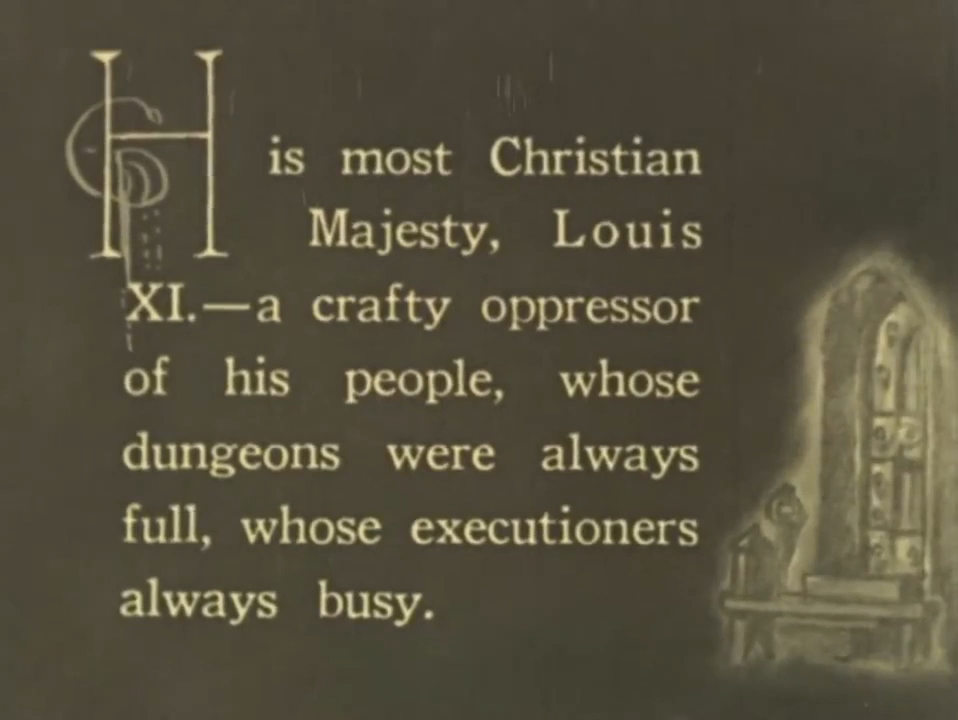 His most Christian
Majesty, Louis
XI.—a crafty oppressor
of his people, whose
dungeons were always
full, whose executioners
always busy.